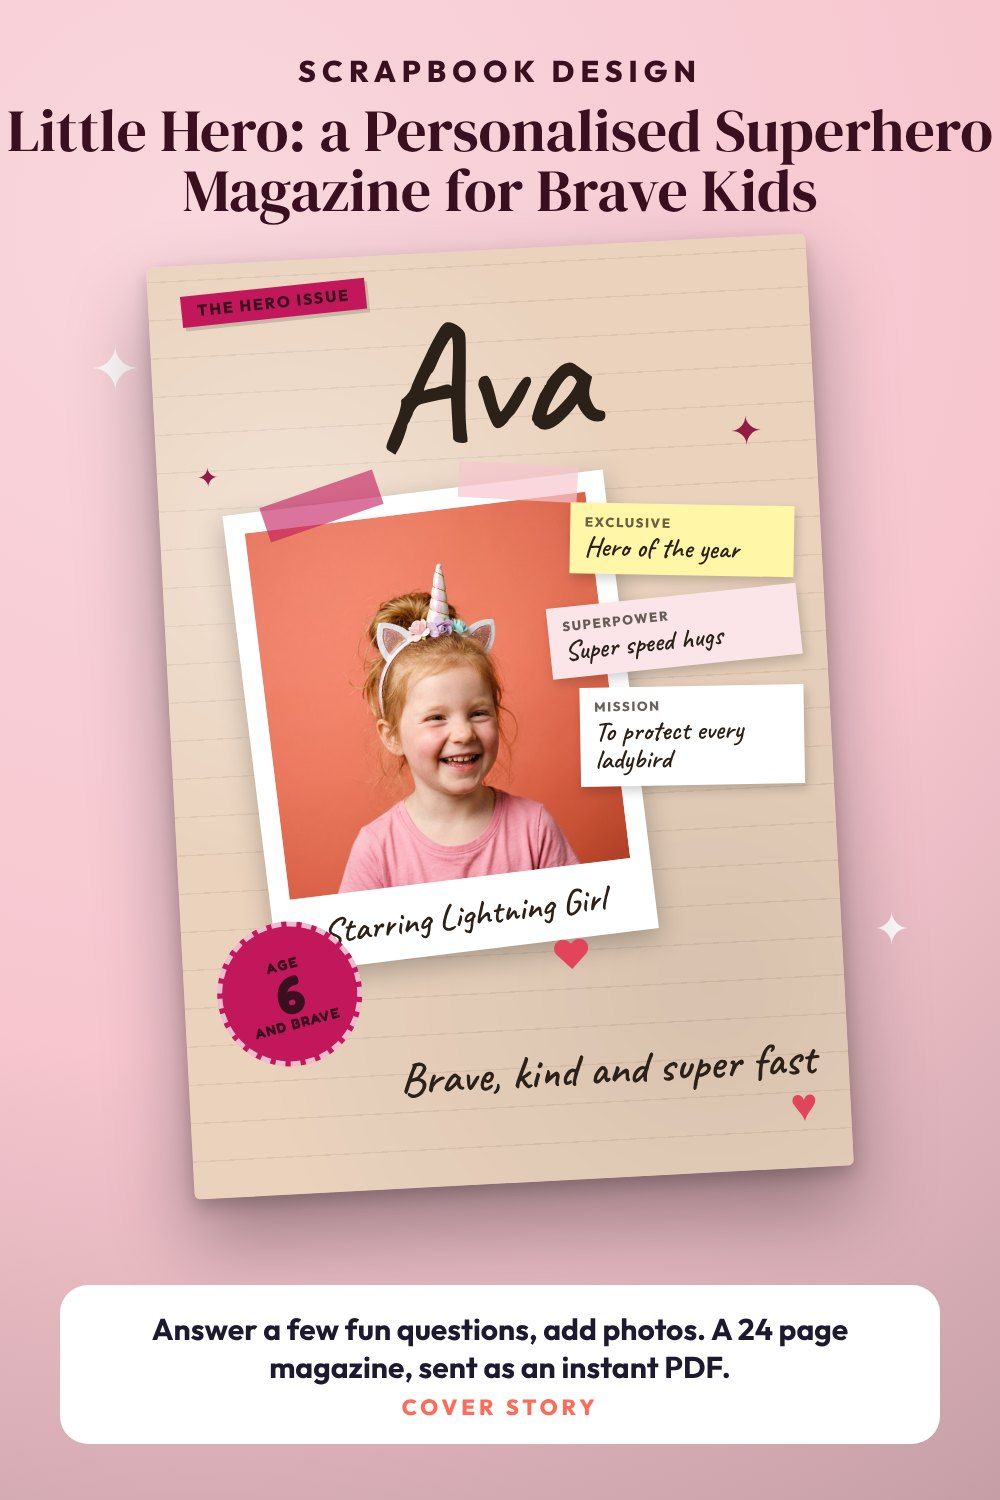 SCRAPBOOK DESIGN
Little Hero: a Personalised Superhero
Magazine for Brave Kids
THE HERO ISSUE
Ava
EXCLUSIVE
Hero of the year
SUPERPOWER
Super speed hugs
MISSION
To protect every
ladybird
Starring Lightning Girl
AGE
6
AND BRAVE
Brave, kind and super fast
Answer a few fun questions, add photos. A 24 page
magazine, sent as an instant PDF.
COVER STORY